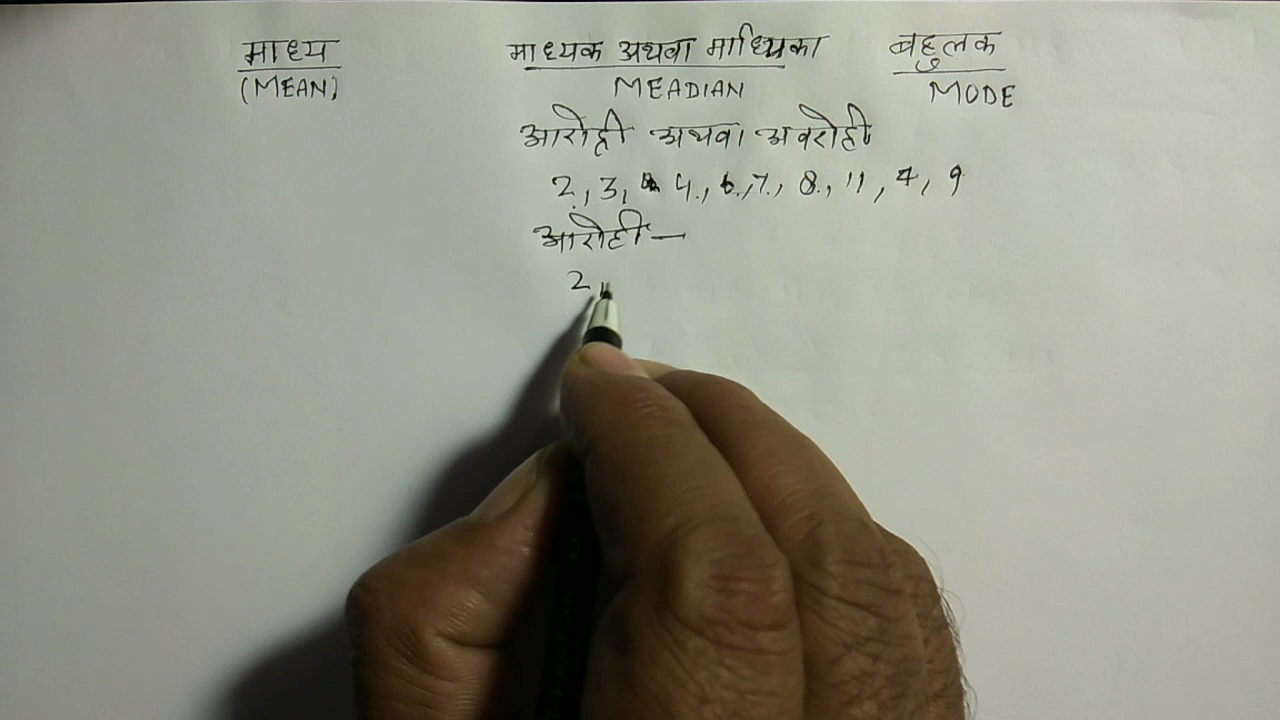 माध्य
(MEAN)
माध्यक अथवा माध्यिका
MEADIAN
बहुलक
MODE
आरोही अथवा अवरोही
2, 3, 4., 6., 7., 8., 11, 4, 9
आरोही —
2,